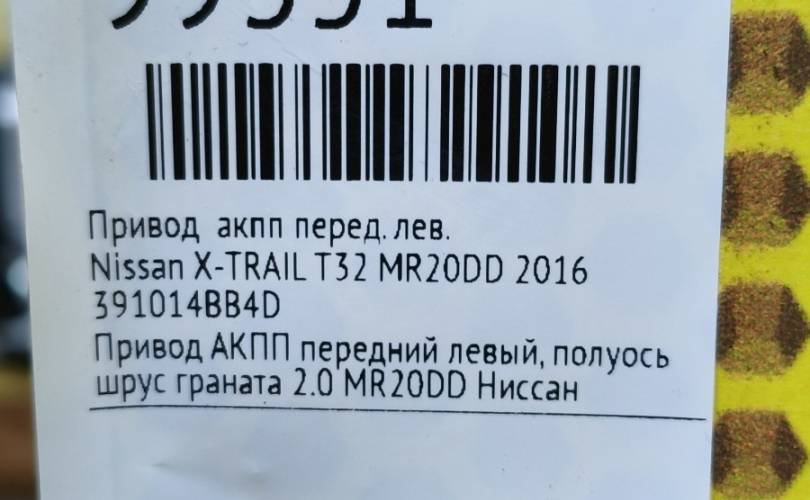 Привод акпп перед. лев.
Nissan X-TRAIL T32 MR20DD 2016
391014BB4D
Привод АКПП передний левый, полуось
шрус граната 2.0 MR20DD Ниссан